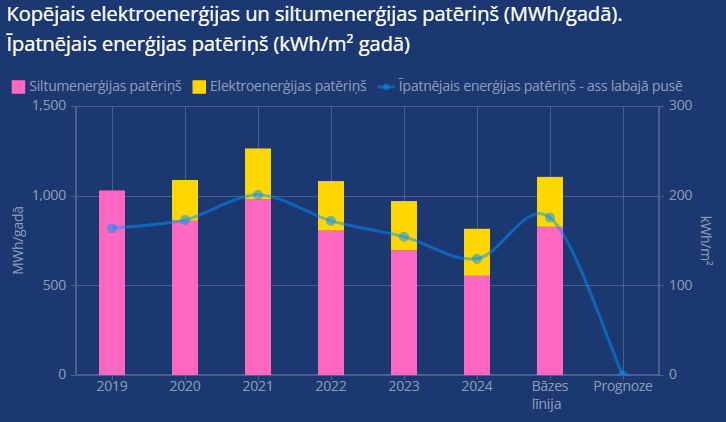 Kopējais elektroenerģijas un siltumenerģijas patēriņš (MWh/gadā).
Īpatnējais enerģijas patēriņš (kWh/m² gadā)
Siltumenerģijas patēriņš Elektroenerģijas patēriņš Īpatnējais enerģijas patēriņš - ass labajā pusē
1,500 300
1,000 200
500 100
0 0
MWh/gadā
kWh/m²
2019 2020 2021 2022 2023 2024 Bāzes Prognoze
līnija